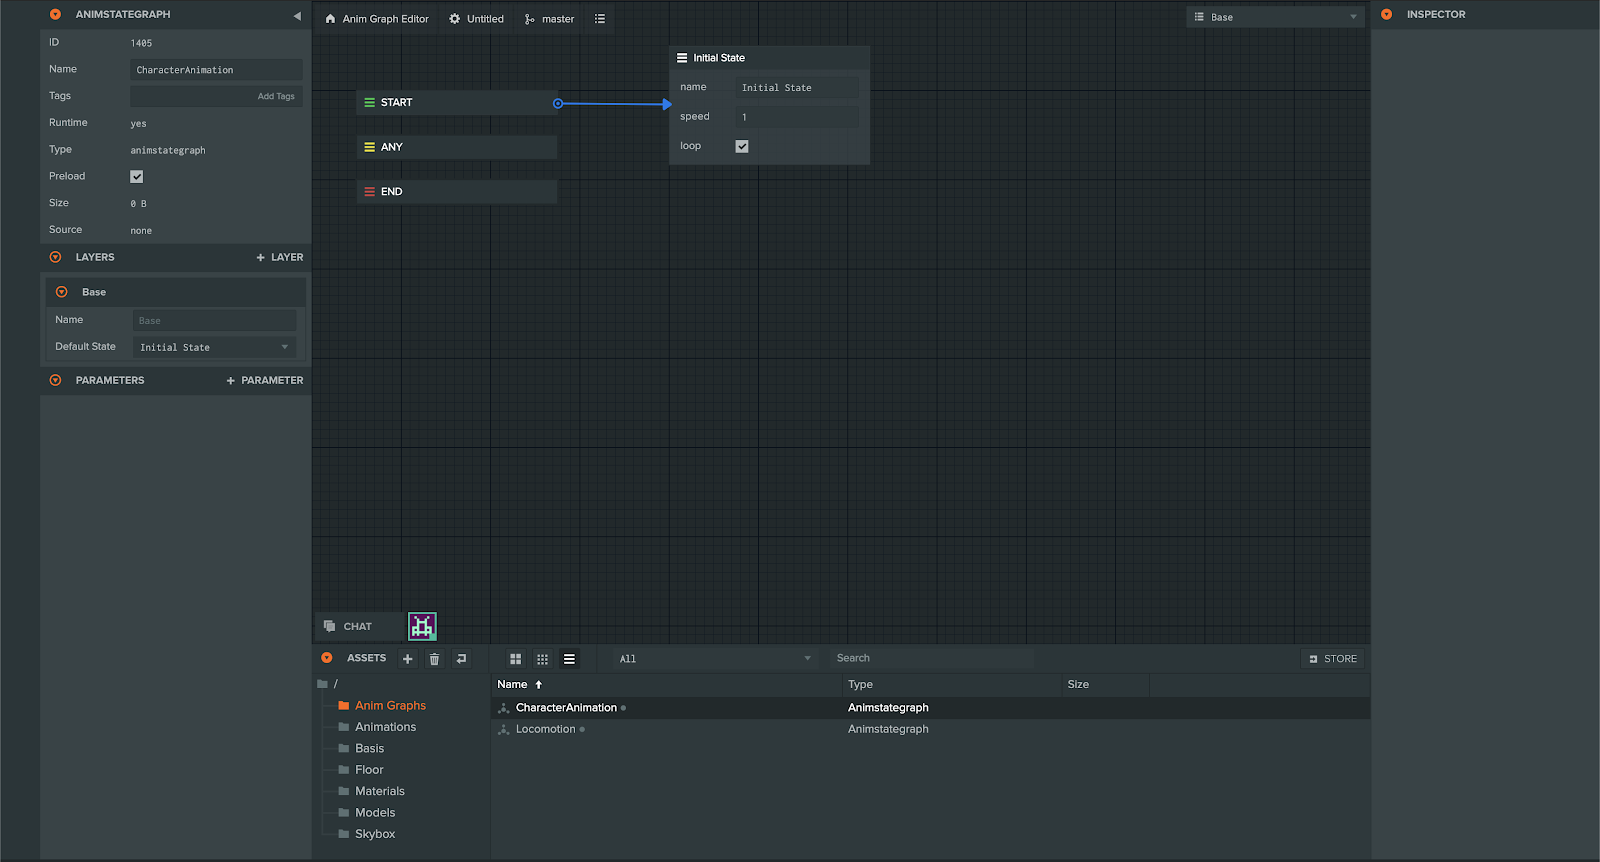 ANIMSTATEGRAPH
ID 1405
Name CharacterAnimation
Tags Add Tags
Runtime yes
Type animstategraph
Preload
Size 0 B
Source none
LAYERS + LAYER
Base
Name Base
Default State Initial State
PARAMETERS + PARAMETER
Anim Graph Editor Untitled master
Base
START
ANY
END
Initial State
name Initial State
speed 1
loop
INSPECTOR
CHAT
ASSETS All Search STORE
/
Anim Graphs
Animations
Basis
Floor
Materials
Models
Skybox
Name Type Size
CharacterAnimation Animstategraph
Locomotion Animstategraph